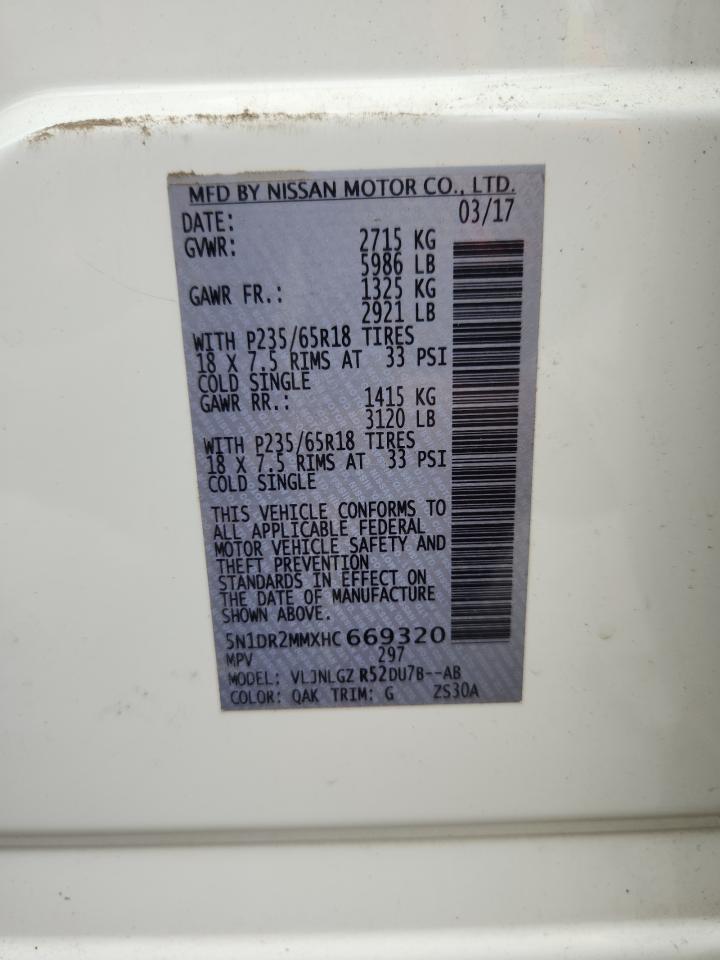 MFD BY NISSAN MOTOR CO., LTD.
DATE: 03/17
GVWR: 2715 KG
5986 LB
GAWR FR.: 1325 KG
2921 LB
WITH P235/65R18 TIRES
18 X 7.5 RIMS AT 33 PSI
COLD SINGLE
GAWR RR.: 1415 KG
3120 LB
WITH P235/65R18 TIRES
18 X 7.5 RIMS AT 33 PSI
COLD SINGLE
THIS VEHICLE CONFORMS TO
ALL APPLICABLE FEDERAL
MOTOR VEHICLE SAFETY AND
THEFT PREVENTION
STANDARDS IN EFFECT ON
THE DATE OF MANUFACTURE
SHOWN ABOVE.
5N1DR2MMXHC 669320
MPV 297
MODEL: VLJNLGZ R52DU7B--AB
COLOR: QAK TRIM: G ZS30A